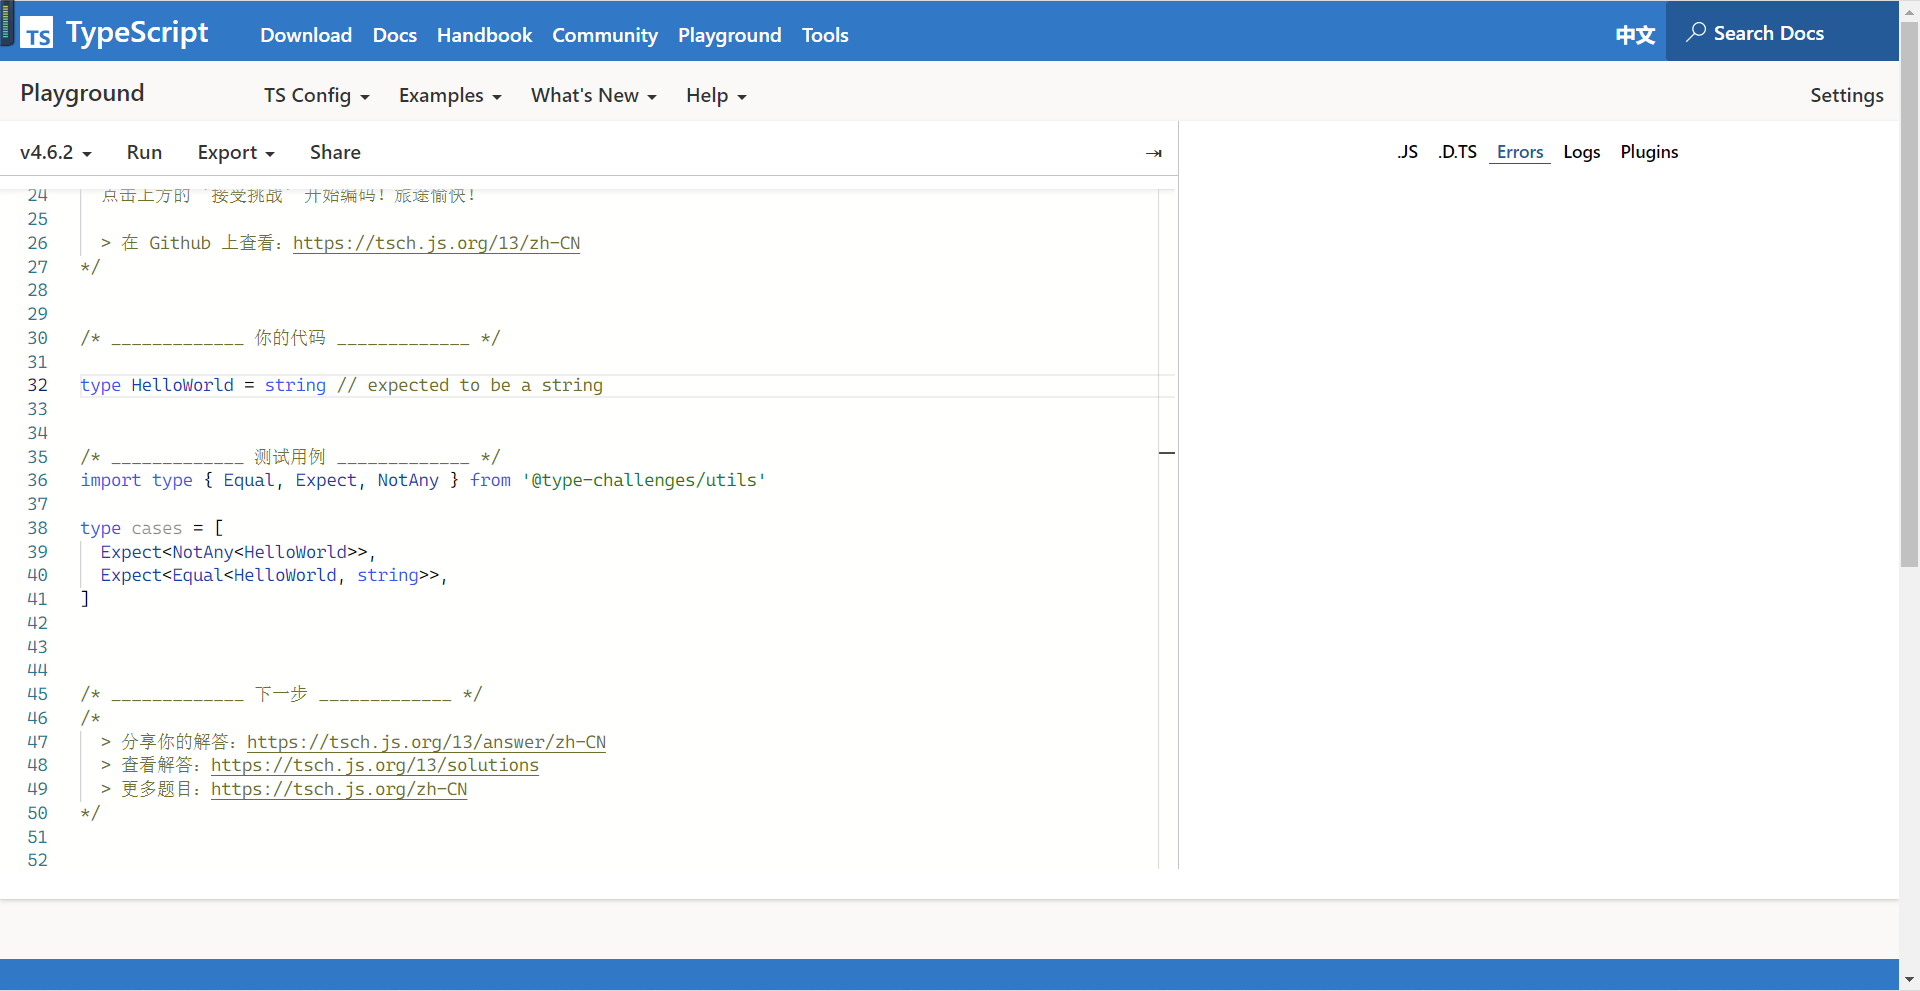 TS TypeScript Download Docs Handbook Community Playground Tools 中文 Search Docs
Playground TS Config Examples What's New Help Settings
v4.6.2 Run Export Share .JS .D.TS Errors Logs Plugins
24 点击上方的 `接受挑战` 开始编码！旅途愉快！
25
26 > 在 Github 上查看：https://tsch.js.org/13/zh-CN
27 */
28
29
30 /* _____________ 你的代码 _____________ */
31
32 type HelloWorld = string // expected to be a string
33
34
35 /* _____________ 测试用例 _____________ */
36 import type { Equal, Expect, NotAny } from '@type-challenges/utils'
37
38 type cases = [
39 Expect<NotAny<HelloWorld>>,
40 Expect<Equal<HelloWorld, string>>,
41 ]
42
43
44
45 /* _____________ 下一步 _____________ */
46 /*
47 > 分享你的解答：https://tsch.js.org/13/answer/zh-CN
48 > 查看解答：https://tsch.js.org/13/solutions
49 > 更多题目：https://tsch.js.org/zh-CN
50 */
51
52